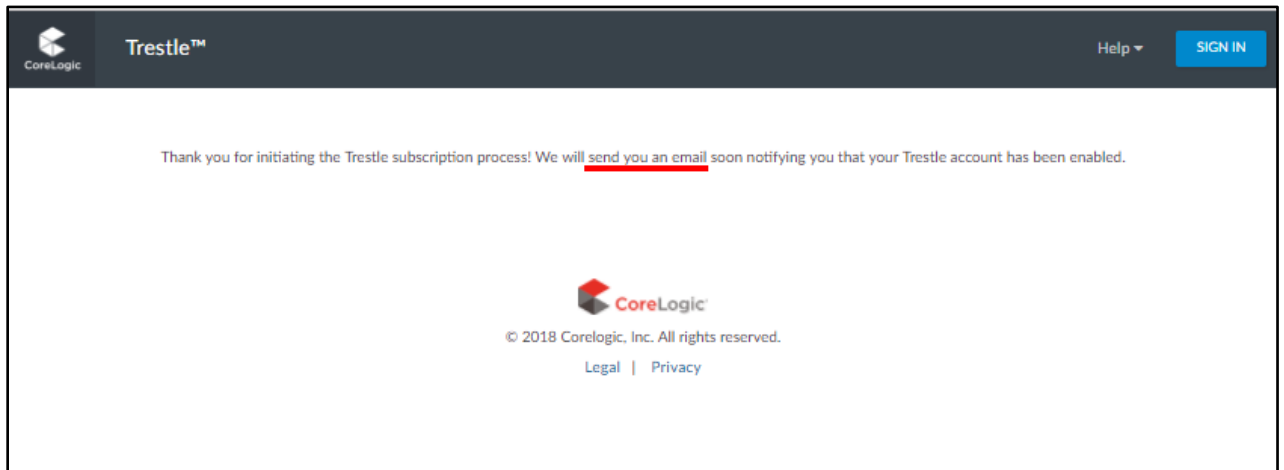 CoreLogic
Trestle™
Help
SIGN IN
Thank you for initiating the Trestle subscription process! We will send you an email soon notifying you that your Trestle account has been enabled.
CoreLogic
© 2018 Corelogic, Inc. All rights reserved.
Legal | Privacy